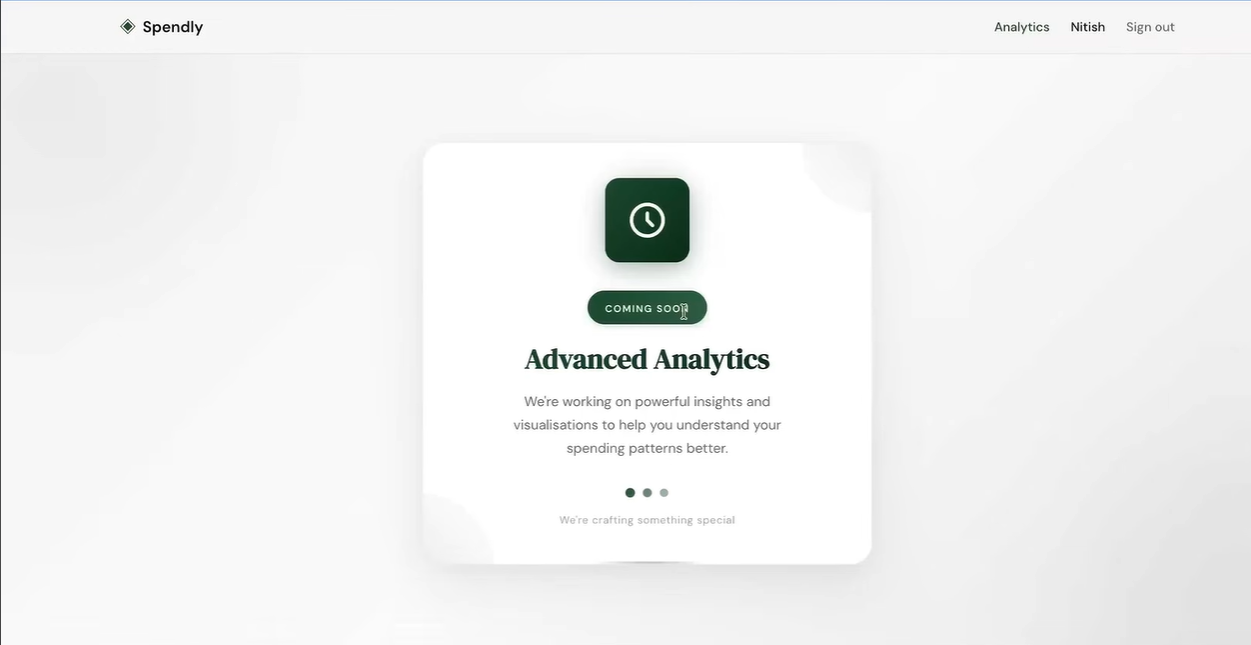 Spendly
Analytics Nitish Sign out
COMING SOON
Advanced Analytics
We're working on powerful insights and
visualisations to help you understand your
spending patterns better.
We're crafting something special